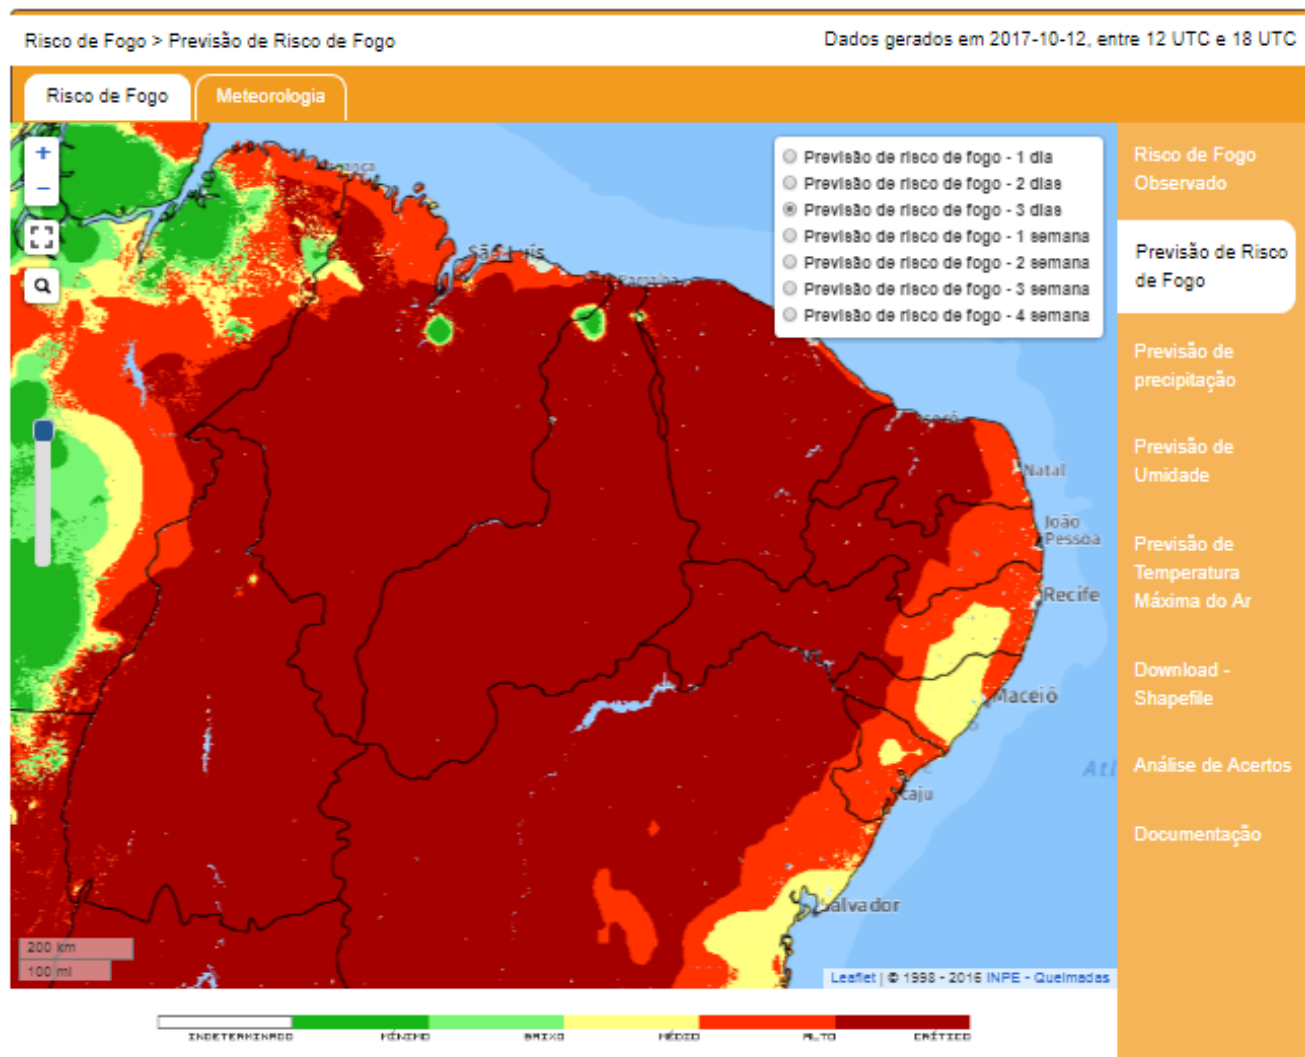 Risco de Fogo > Previsão de Risco de Fogo
Dados gerados em 2017-10-12, entre 12 UTC e 18 UTC
Risco de Fogo
Meteorologia
+
−
Previsão de risco de fogo - 1 dia
Previsão de risco de fogo - 2 dias
Previsão de risco de fogo - 3 dias
Previsão de risco de fogo - 1 semana
Previsão de risco de fogo - 2 semana
Previsão de risco de fogo - 3 semana
Previsão de risco de fogo - 4 semana
Risco de Fogo
Observado
Previsão de Risco
de Fogo
Previsão de
precipitação
Previsão de
Umidade
Previsão de
Temperatura
Máxima do Ar
Download -
Shapefile
Análise de Acertos
Documentação
São Luís
Natal
João
Pessoa
Recife
Maceió
Atl
caju
Salvador
200 km
100 mi
Leaflet | © 1998 - 2016 INPE - Queimadas
INDETERMINADO
MÍNIMO
BAIXO
MÉDIO
ALTO
CRÍTICO